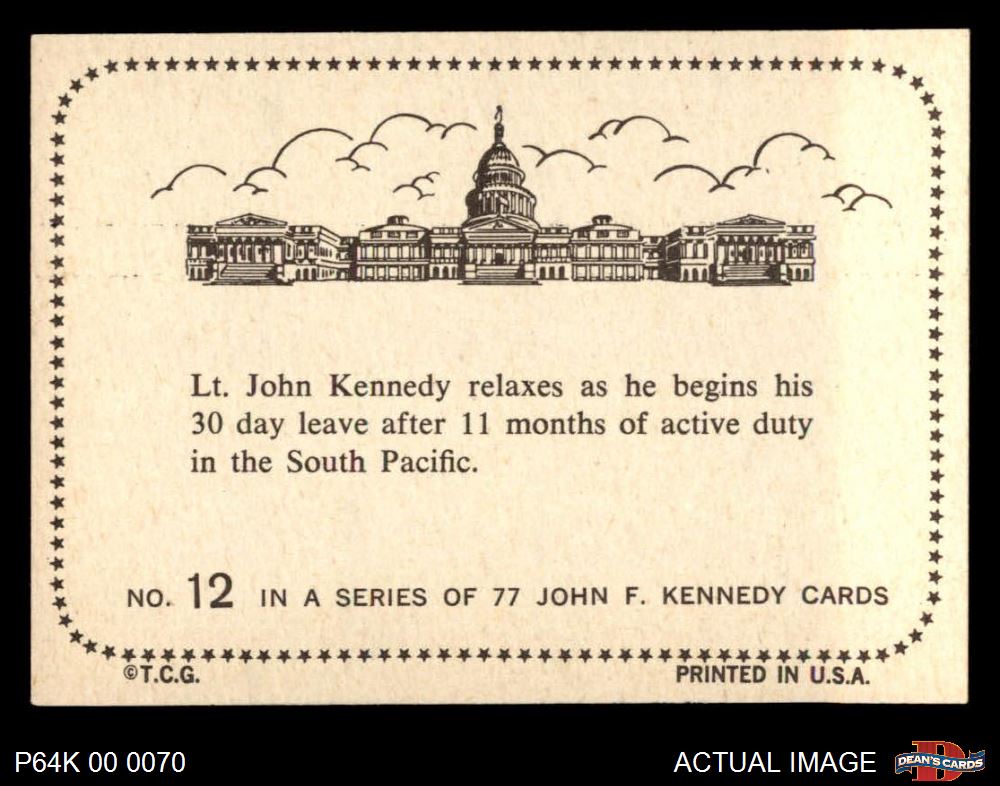 Lt. John Kennedy relaxes as he begins his
30 day leave after 11 months of active duty
in the South Pacific.
NO. 12 IN A SERIES OF 77 JOHN F. KENNEDY CARDS
©T.C.G. PRINTED IN U.S.A.
P64K 00 0070 ACTUAL IMAGE DEAN'S CARDS